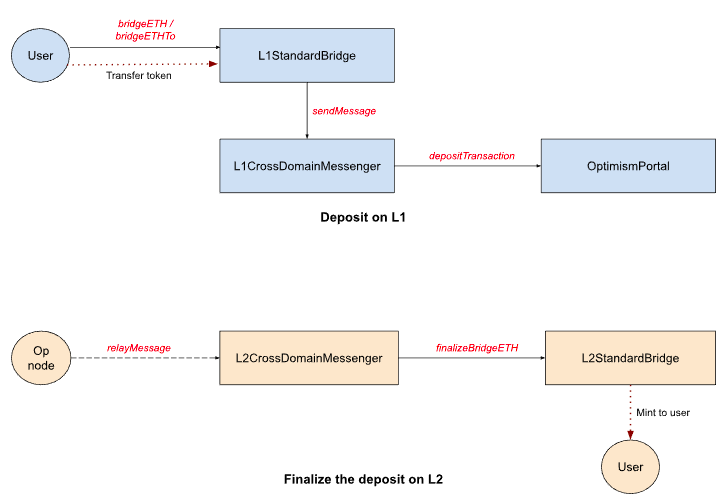 bridgeETH /
bridgeETHTo
User
L1StandardBridge
Transfer token
sendMessage
L1CrossDomainMessenger
depositTransaction
OptimismPortal
Deposit on L1
Op
node
relayMessage
L2CrossDomainMessenger
finalizeBridgeETH
L2StandardBridge
Mint to user
User
Finalize the deposit on L2